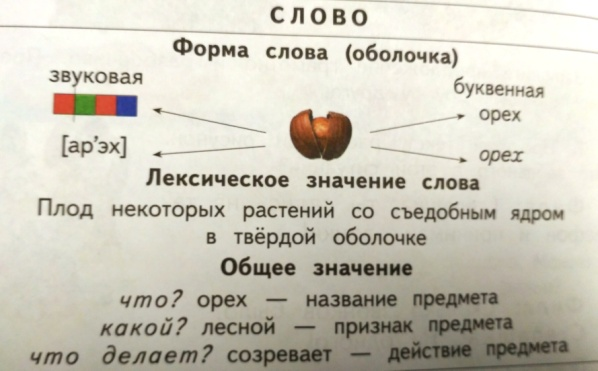 СЛОВО
Форма слова (оболочка)
звуковая
буквенная
орех
[ар’эх]
орех
Лексическое значение слова
Плод некоторых растений со съедобным ядром
в твёрдой оболочке
Общее значение
что? орех — название предмета
какой? лесной — признак предмета
что делает? созревает — действие предмета